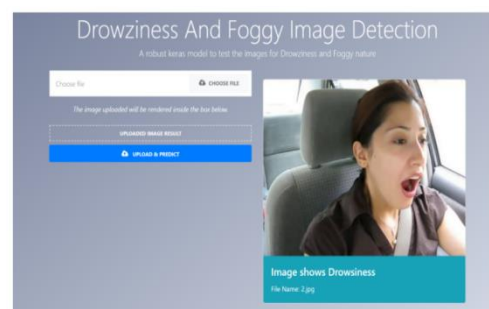 Drowziness And Foggy Image Detection
A robust keras model to test the images for Drowziness and Foggy nature
Choose file
CHOOSE FILE
The image uploaded will be rendered inside the box below.
UPLOADED IMAGE RESULT
UPLOAD & PREDICT
Image shows Drowsiness
File Name: 2.jpg